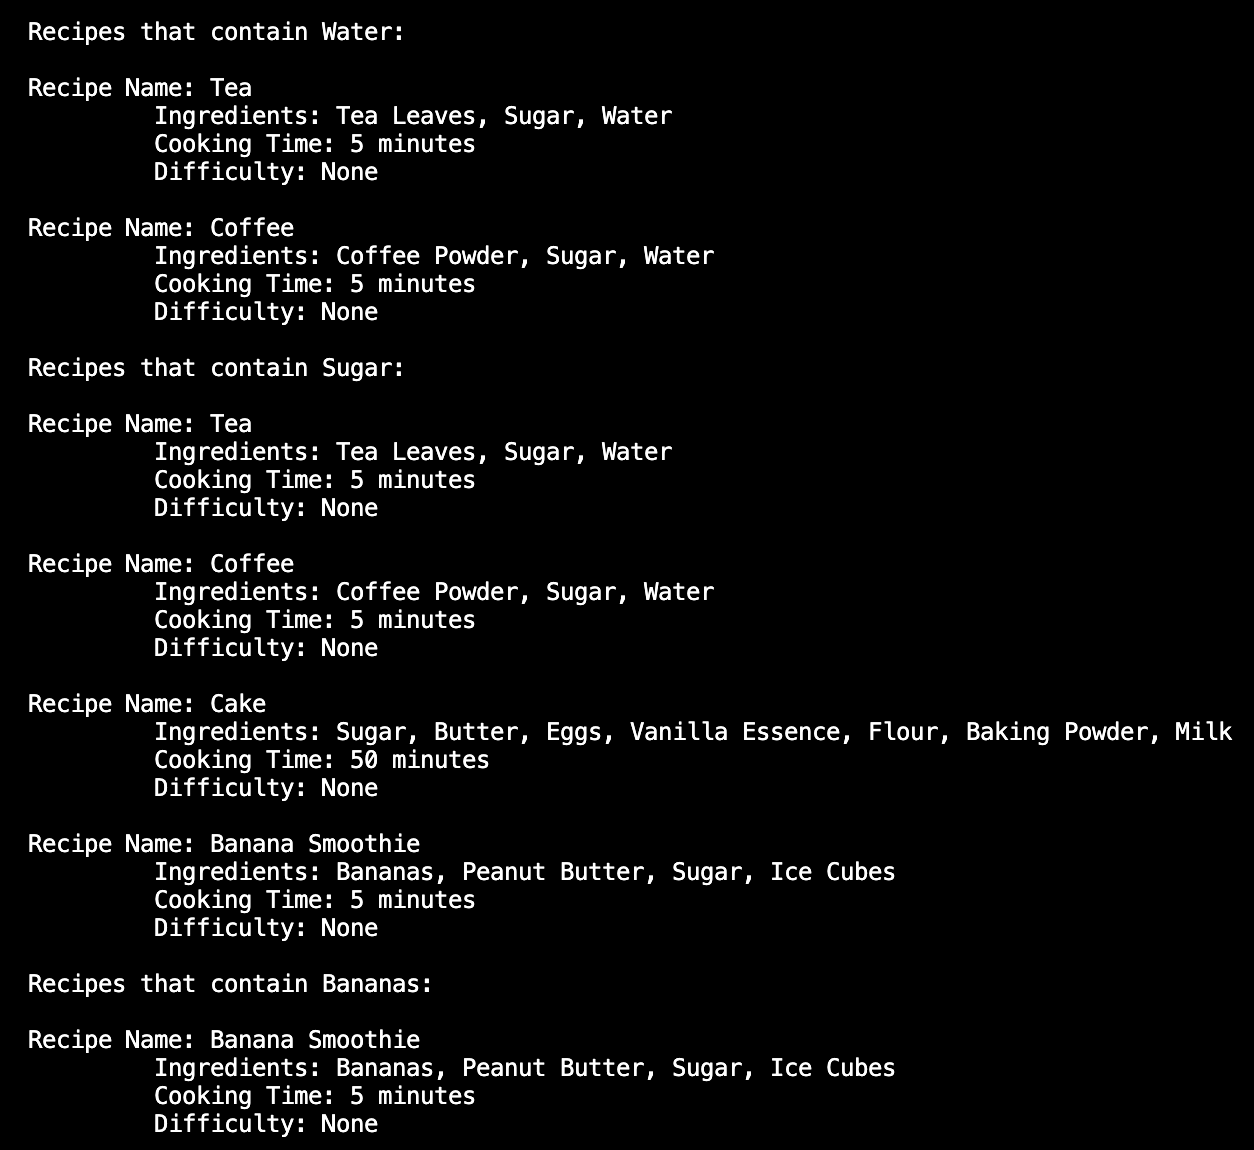 Recipes that contain Water:
Recipe Name: Tea
Ingredients: Tea Leaves, Sugar, Water
Cooking Time: 5 minutes
Difficulty: None
Recipe Name: Coffee
Ingredients: Coffee Powder, Sugar, Water
Cooking Time: 5 minutes
Difficulty: None
Recipes that contain Sugar:
Recipe Name: Tea
Ingredients: Tea Leaves, Sugar, Water
Cooking Time: 5 minutes
Difficulty: None
Recipe Name: Coffee
Ingredients: Coffee Powder, Sugar, Water
Cooking Time: 5 minutes
Difficulty: None
Recipe Name: Cake
Ingredients: Sugar, Butter, Eggs, Vanilla Essence, Flour, Baking Powder, Milk
Cooking Time: 50 minutes
Difficulty: None
Recipe Name: Banana Smoothie
Ingredients: Bananas, Peanut Butter, Sugar, Ice Cubes
Cooking Time: 5 minutes
Difficulty: None
Recipes that contain Bananas:
Recipe Name: Banana Smoothie
Ingredients: Bananas, Peanut Butter, Sugar, Ice Cubes
Cooking Time: 5 minutes
Difficulty: None